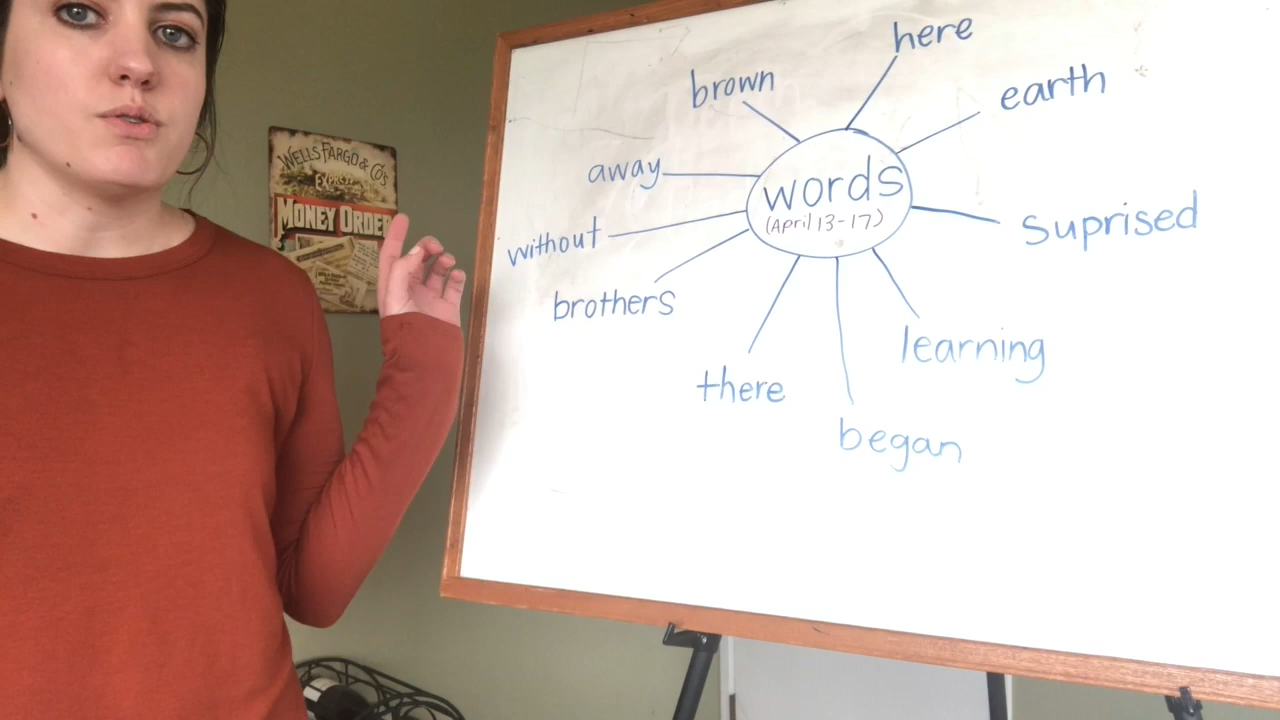 here
brown
earth
away
words
(April 13-17)
suprised
without
brothers
learning
there
began
WELLS FARGO & CO'S
EXPRESS
MONEY ORDER